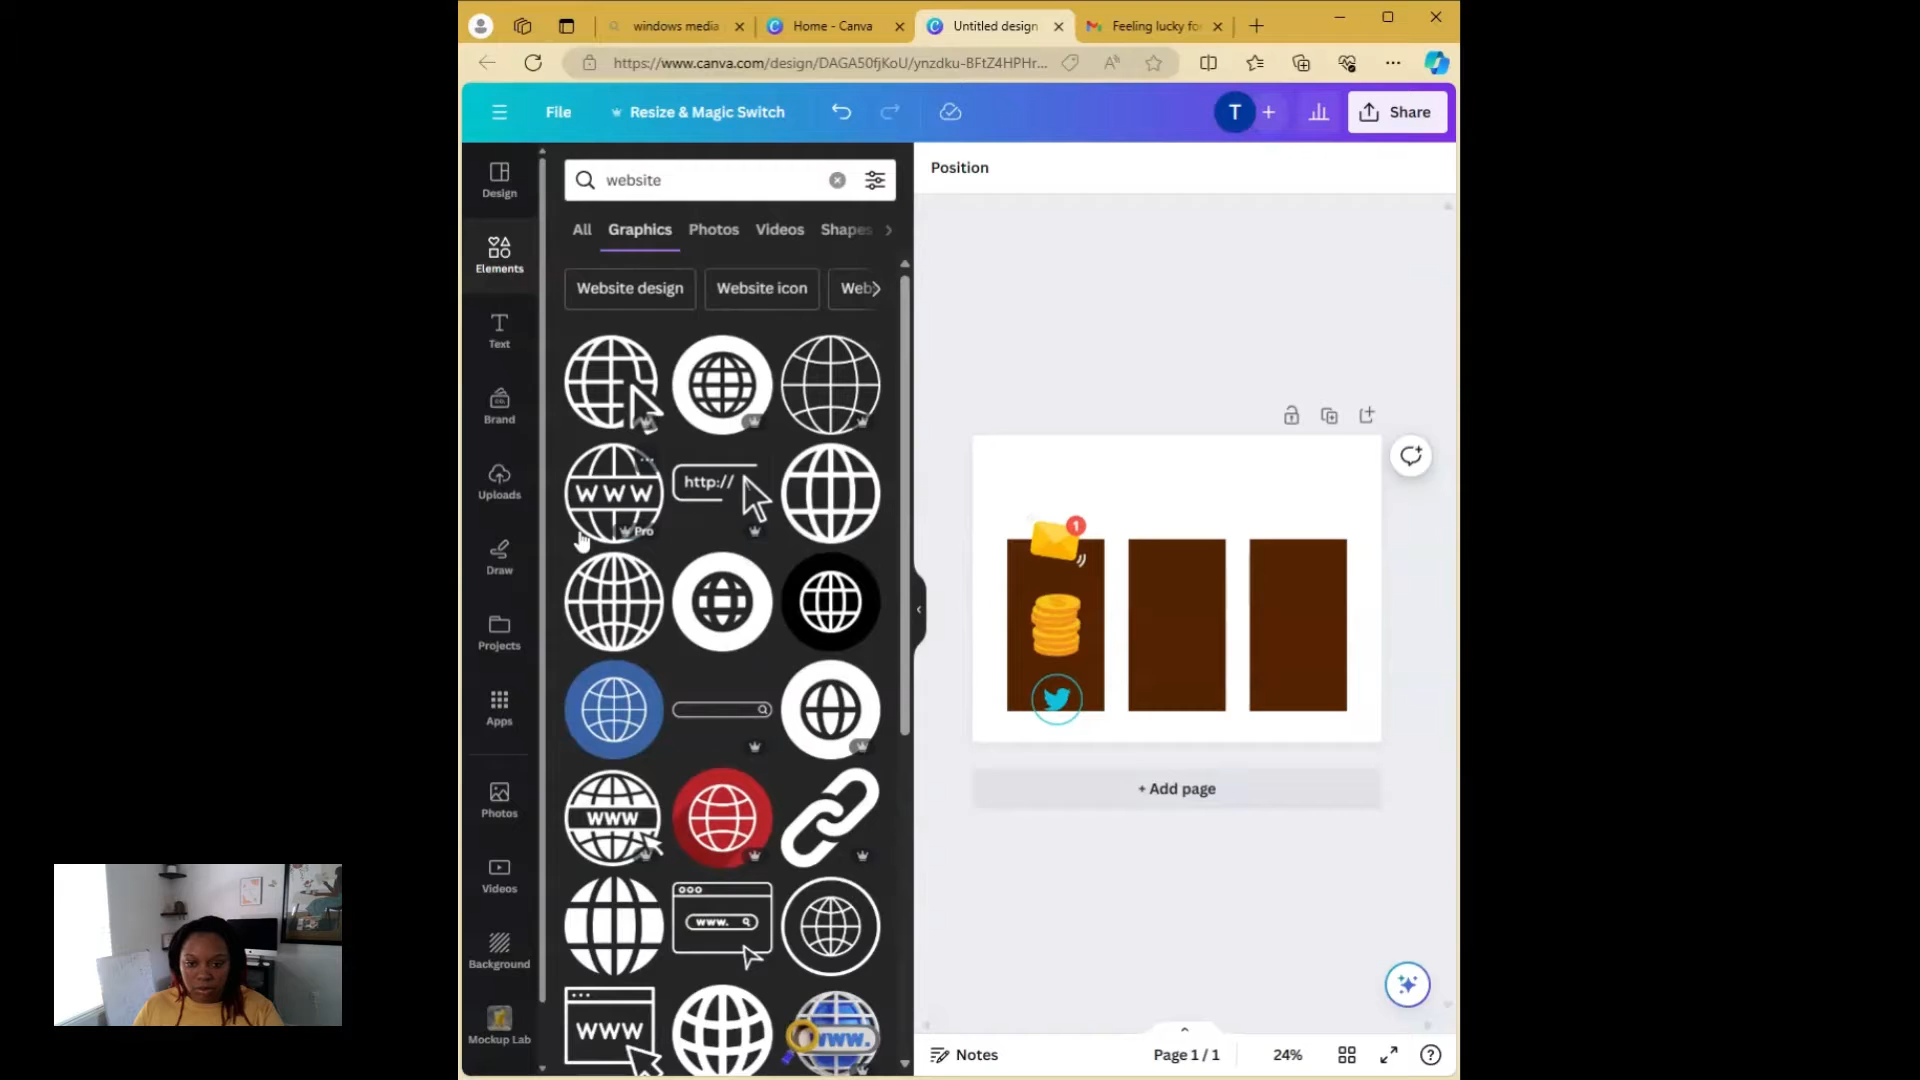 windows media
Home - Canva
Untitled design
Feeling lucky fo
https://www.canva.com/design/DAGA50fjKoU/ynzdku-BFtZ4HPHr...
File
Resize & Magic Switch
T
Share
Design
Elements
Text
Brand
Uploads
Draw
Projects
Apps
Photos
Videos
Background
Mockup Lab
website
All
Graphics
Photos
Videos
Shapes
Website design
Website icon
Web
WWW
Pro
http://
WWW
www.
WWW
www.
Position
1
+ Add page
Notes
Page 1 / 1
24%